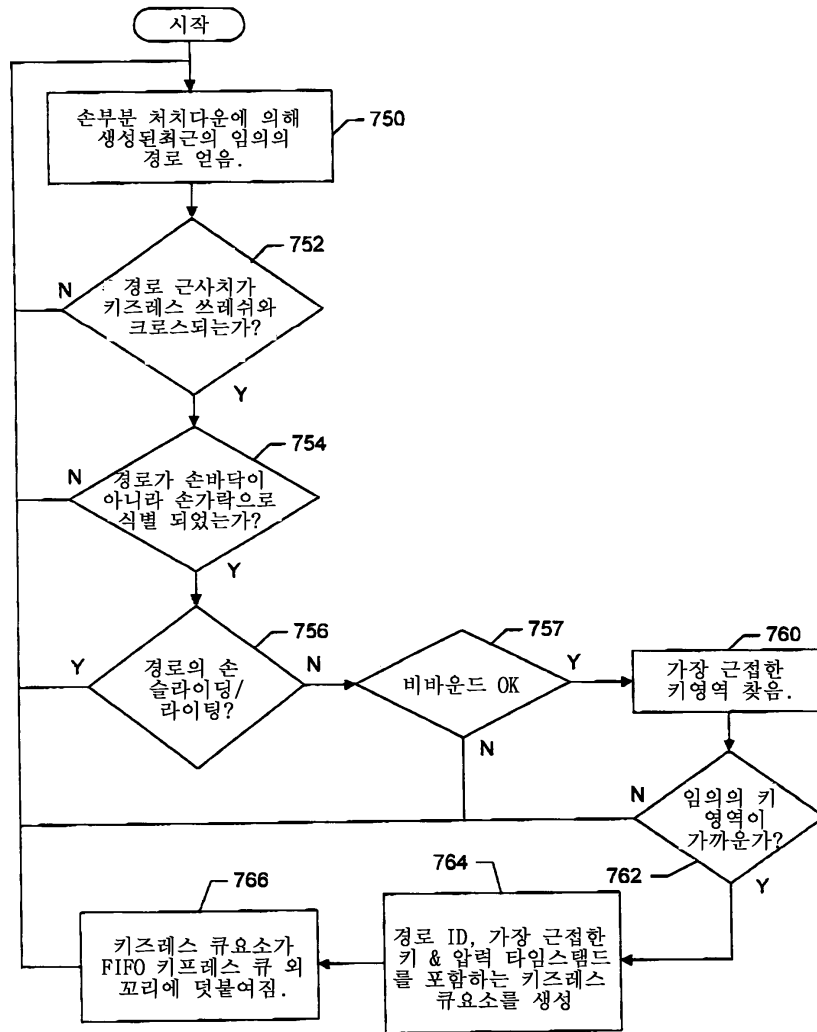 시작
손부분 처치다운에 의해
생성된최근의 임의의
경로 얻음.
750
752
경로 근사치가
키즈레스 쓰레쉬와
크로스되는가?
N
Y
754
경로가 손바닥이
아니라 손가락으로
식별 되었는가?
N
Y
756
경로의 손
슬라이딩/
라이팅?
Y
N
757
비바운드 OK
Y
N
760
가장 근접한
키영역 찾음.
임의의 키
영역이
가까운가?
N
762
Y
764
경로 ID, 가장 근접한
키 & 압력 타임스탬드
를 포함하는 키즈레스
큐요소를 생성
766
키즈레스 큐요소가
FIFO 키프레스 큐 외
꼬리에 덧붙여짐.